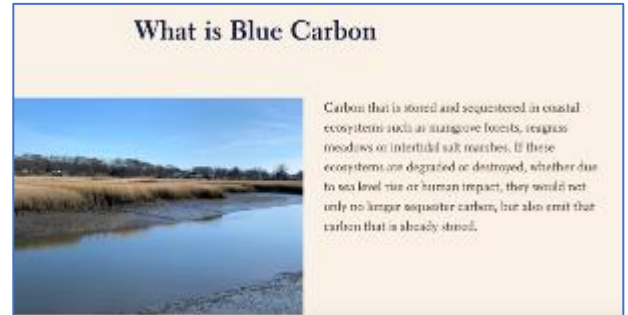 What is Blue Carbon
Carbon that is stored and sequestered in coastal
ecosystems such as mangrove forests, seagrass
meadows or intertidal salt marshes. If these
ecosystems are degraded or destroyed, whether due
to sea level rise or human impact, they would not
only no longer sequester carbon, but also emit that
carbon that is already stored.